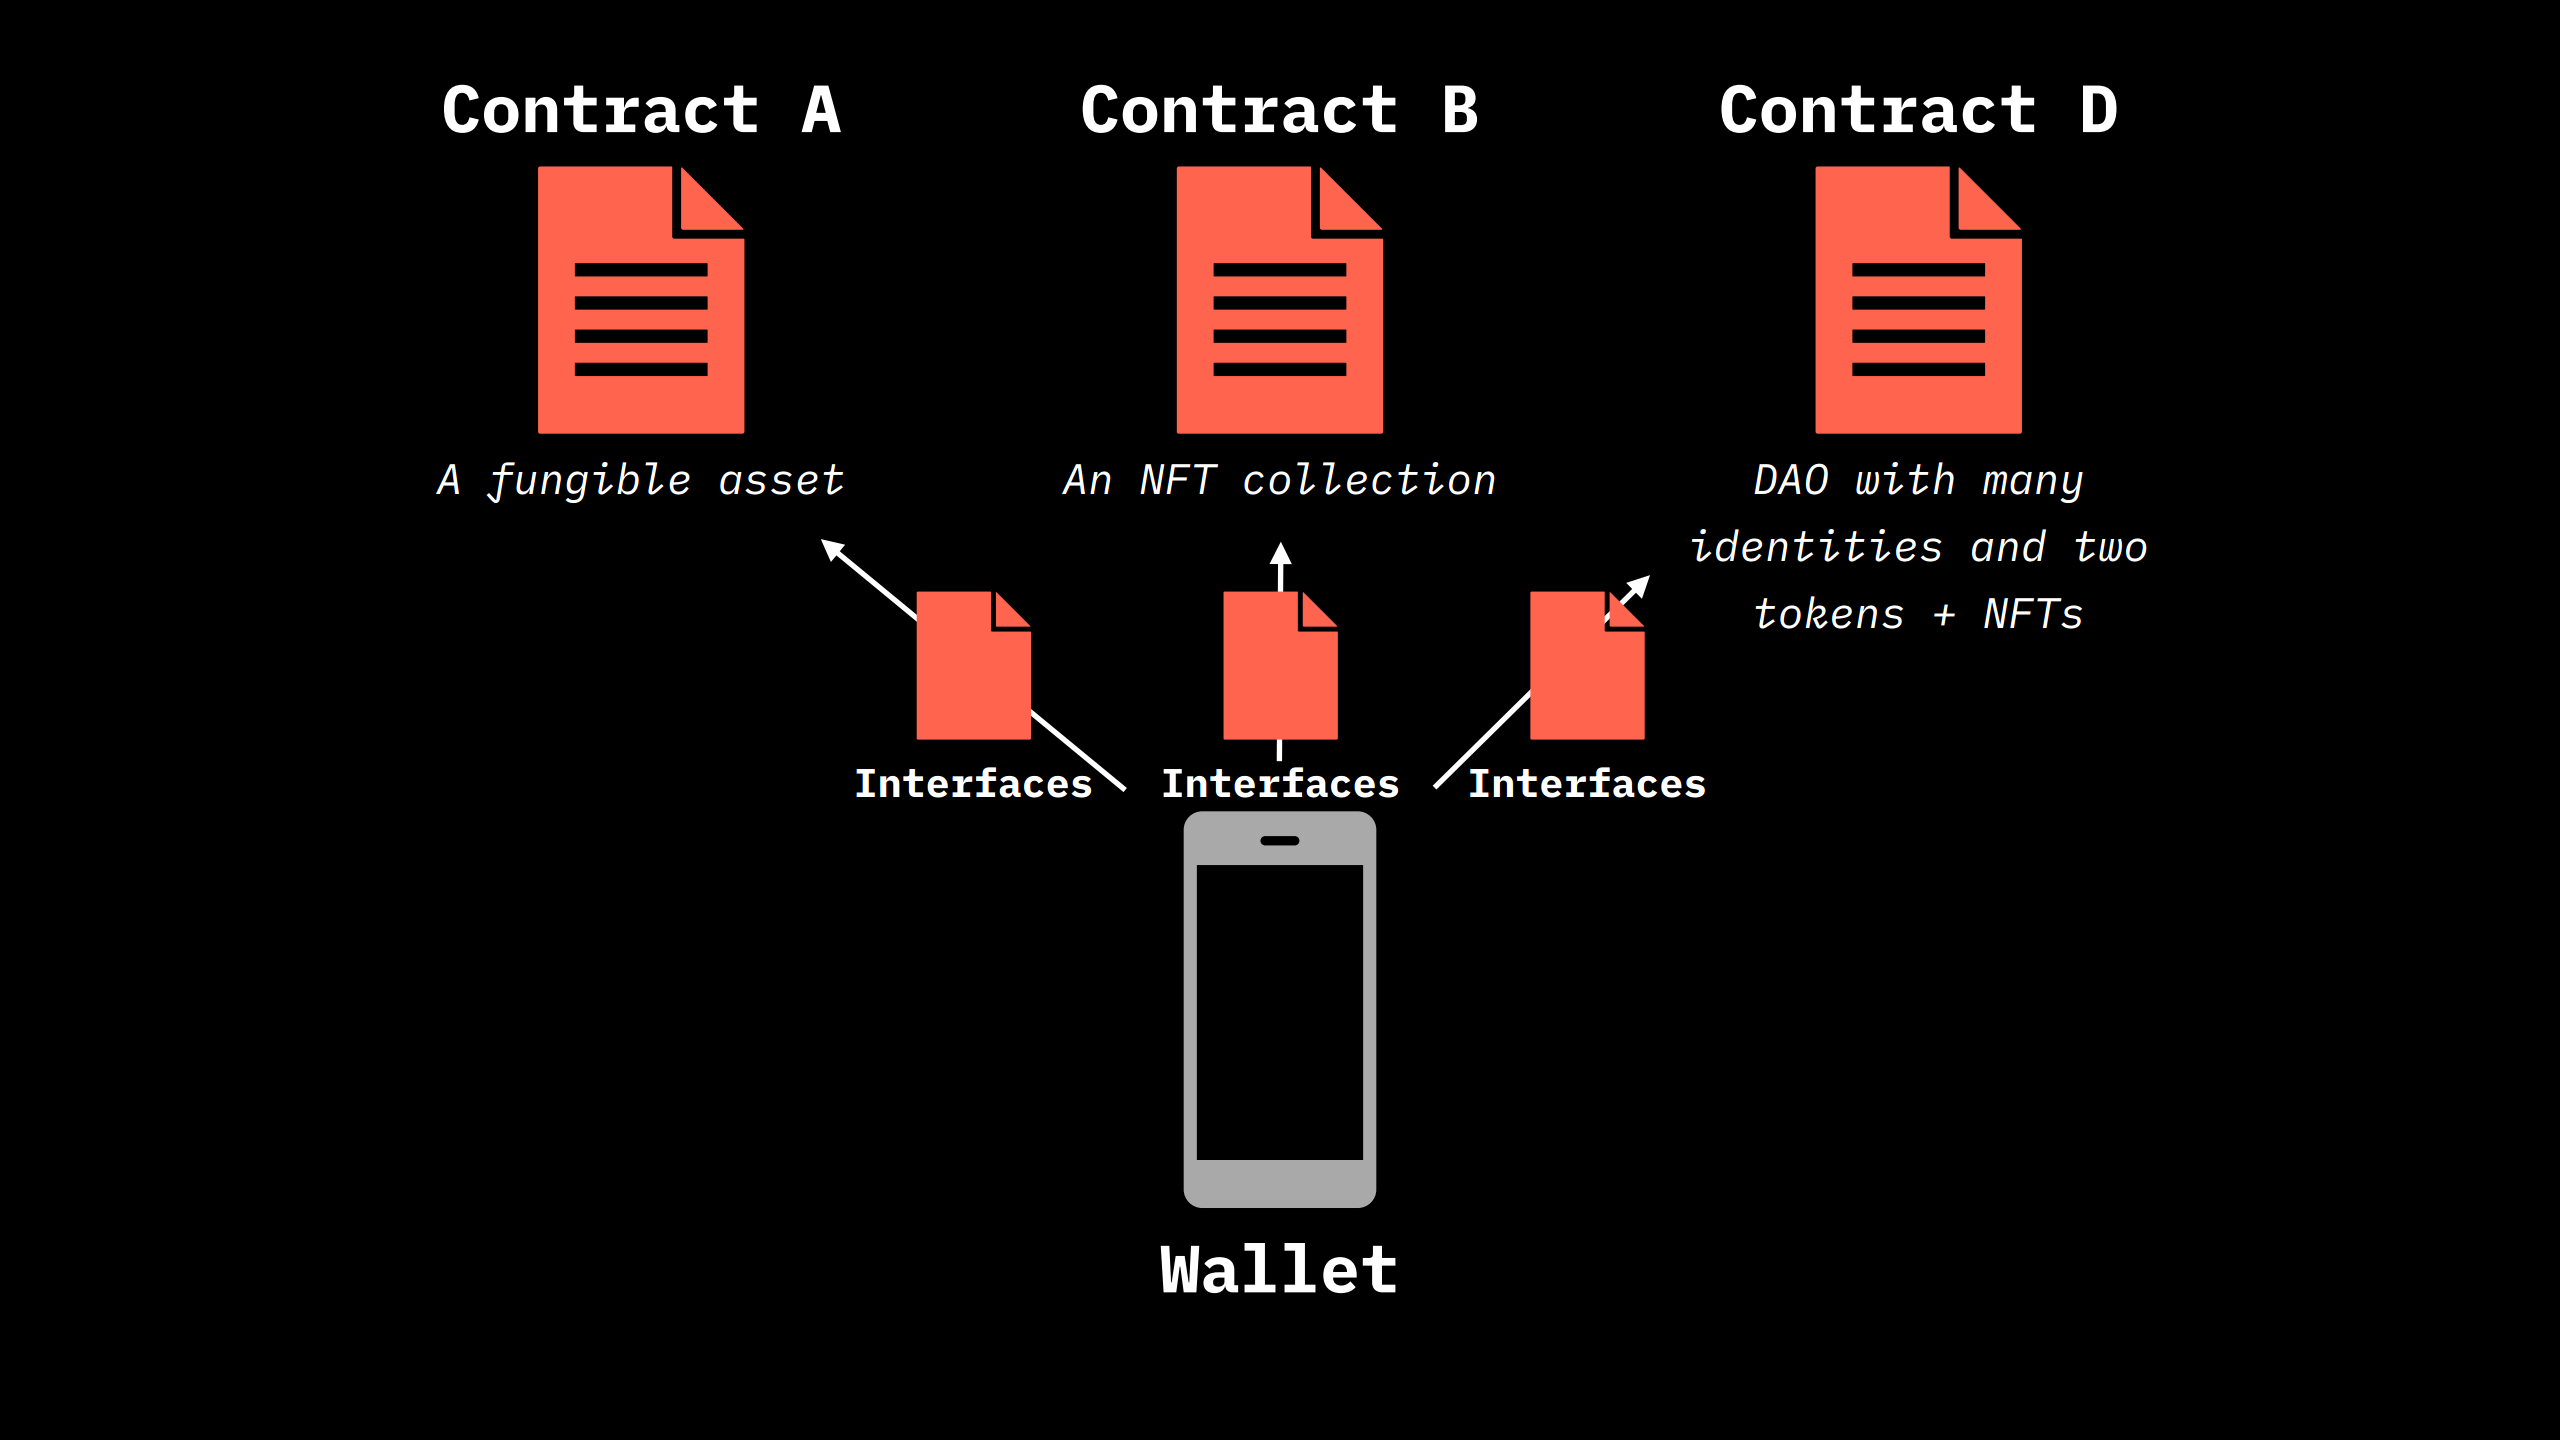 Contract A
Contract B
Contract D
A fungible asset
An NFT collection
DAO with many
identities and two
tokens + NFTs
Interfaces
Interfaces
Interfaces
Wallet